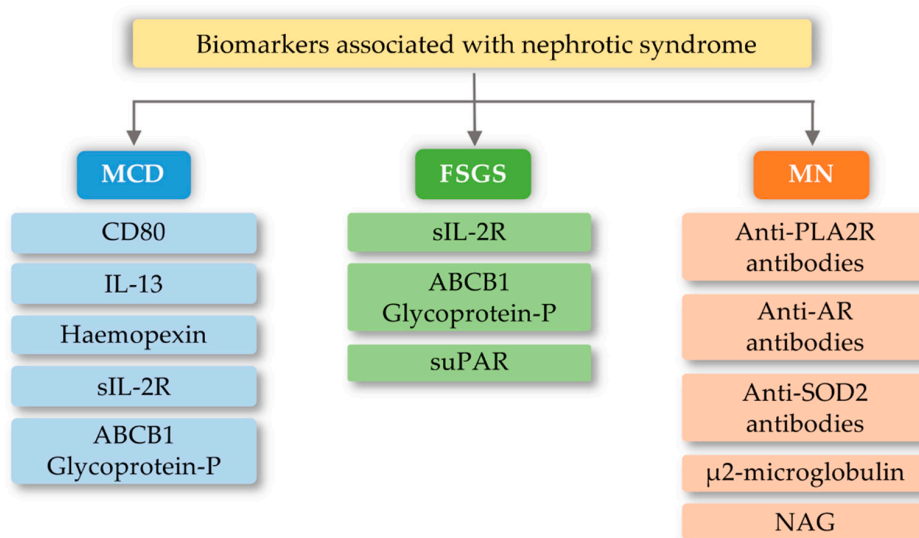 Biomarkers associated with nephrotic syndrome
MCD
CD80
IL-13
Haemopexin
sIL-2R
ABCB1
Glycoprotein-P
FSGS
sIL-2R
ABCB1
Glycoprotein-P
suPAR
MN
Anti-PLA2R
antibodies
Anti-AR
antibodies
Anti-SOD2
antibodies
μ2-microglobulin
NAG